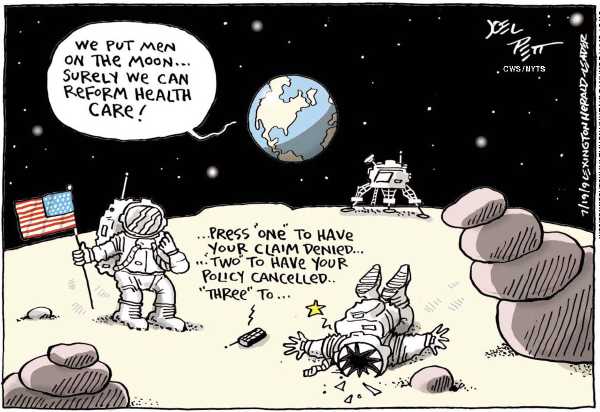 WE PUT MEN
ON THE MOON...
SURELY WE CAN
REFORM HEALTH
CARE!
JOEL
PETT
CWS/NYTS
7/19/9 LEXINGTON HERALD-LEADER
...PRESS "ONE" TO HAVE
YOUR CLAIM DENIED...
..."TWO" TO HAVE YOUR
POLICY CANCELLED..
"THREE" TO...